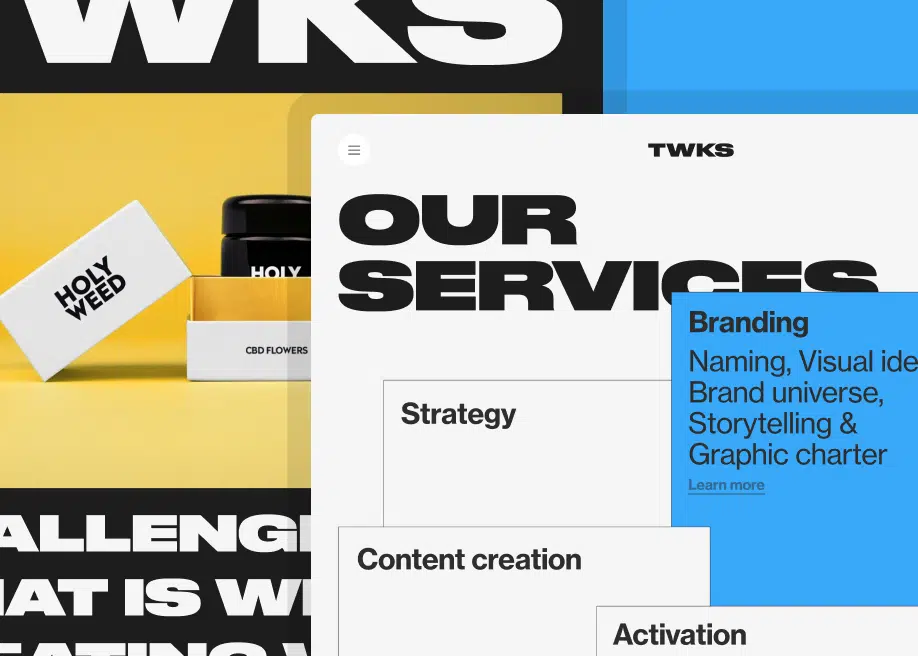 WKS
HOLY
WEED
HOLY
CBD FLOWERS
TWKS
OUR
SERVICES
Branding
Naming, Visual ide
Brand universe,
Storytelling &
Graphic charter
Learn more
Strategy
Content creation
Activation
ALLENG
AT IS W
EATING